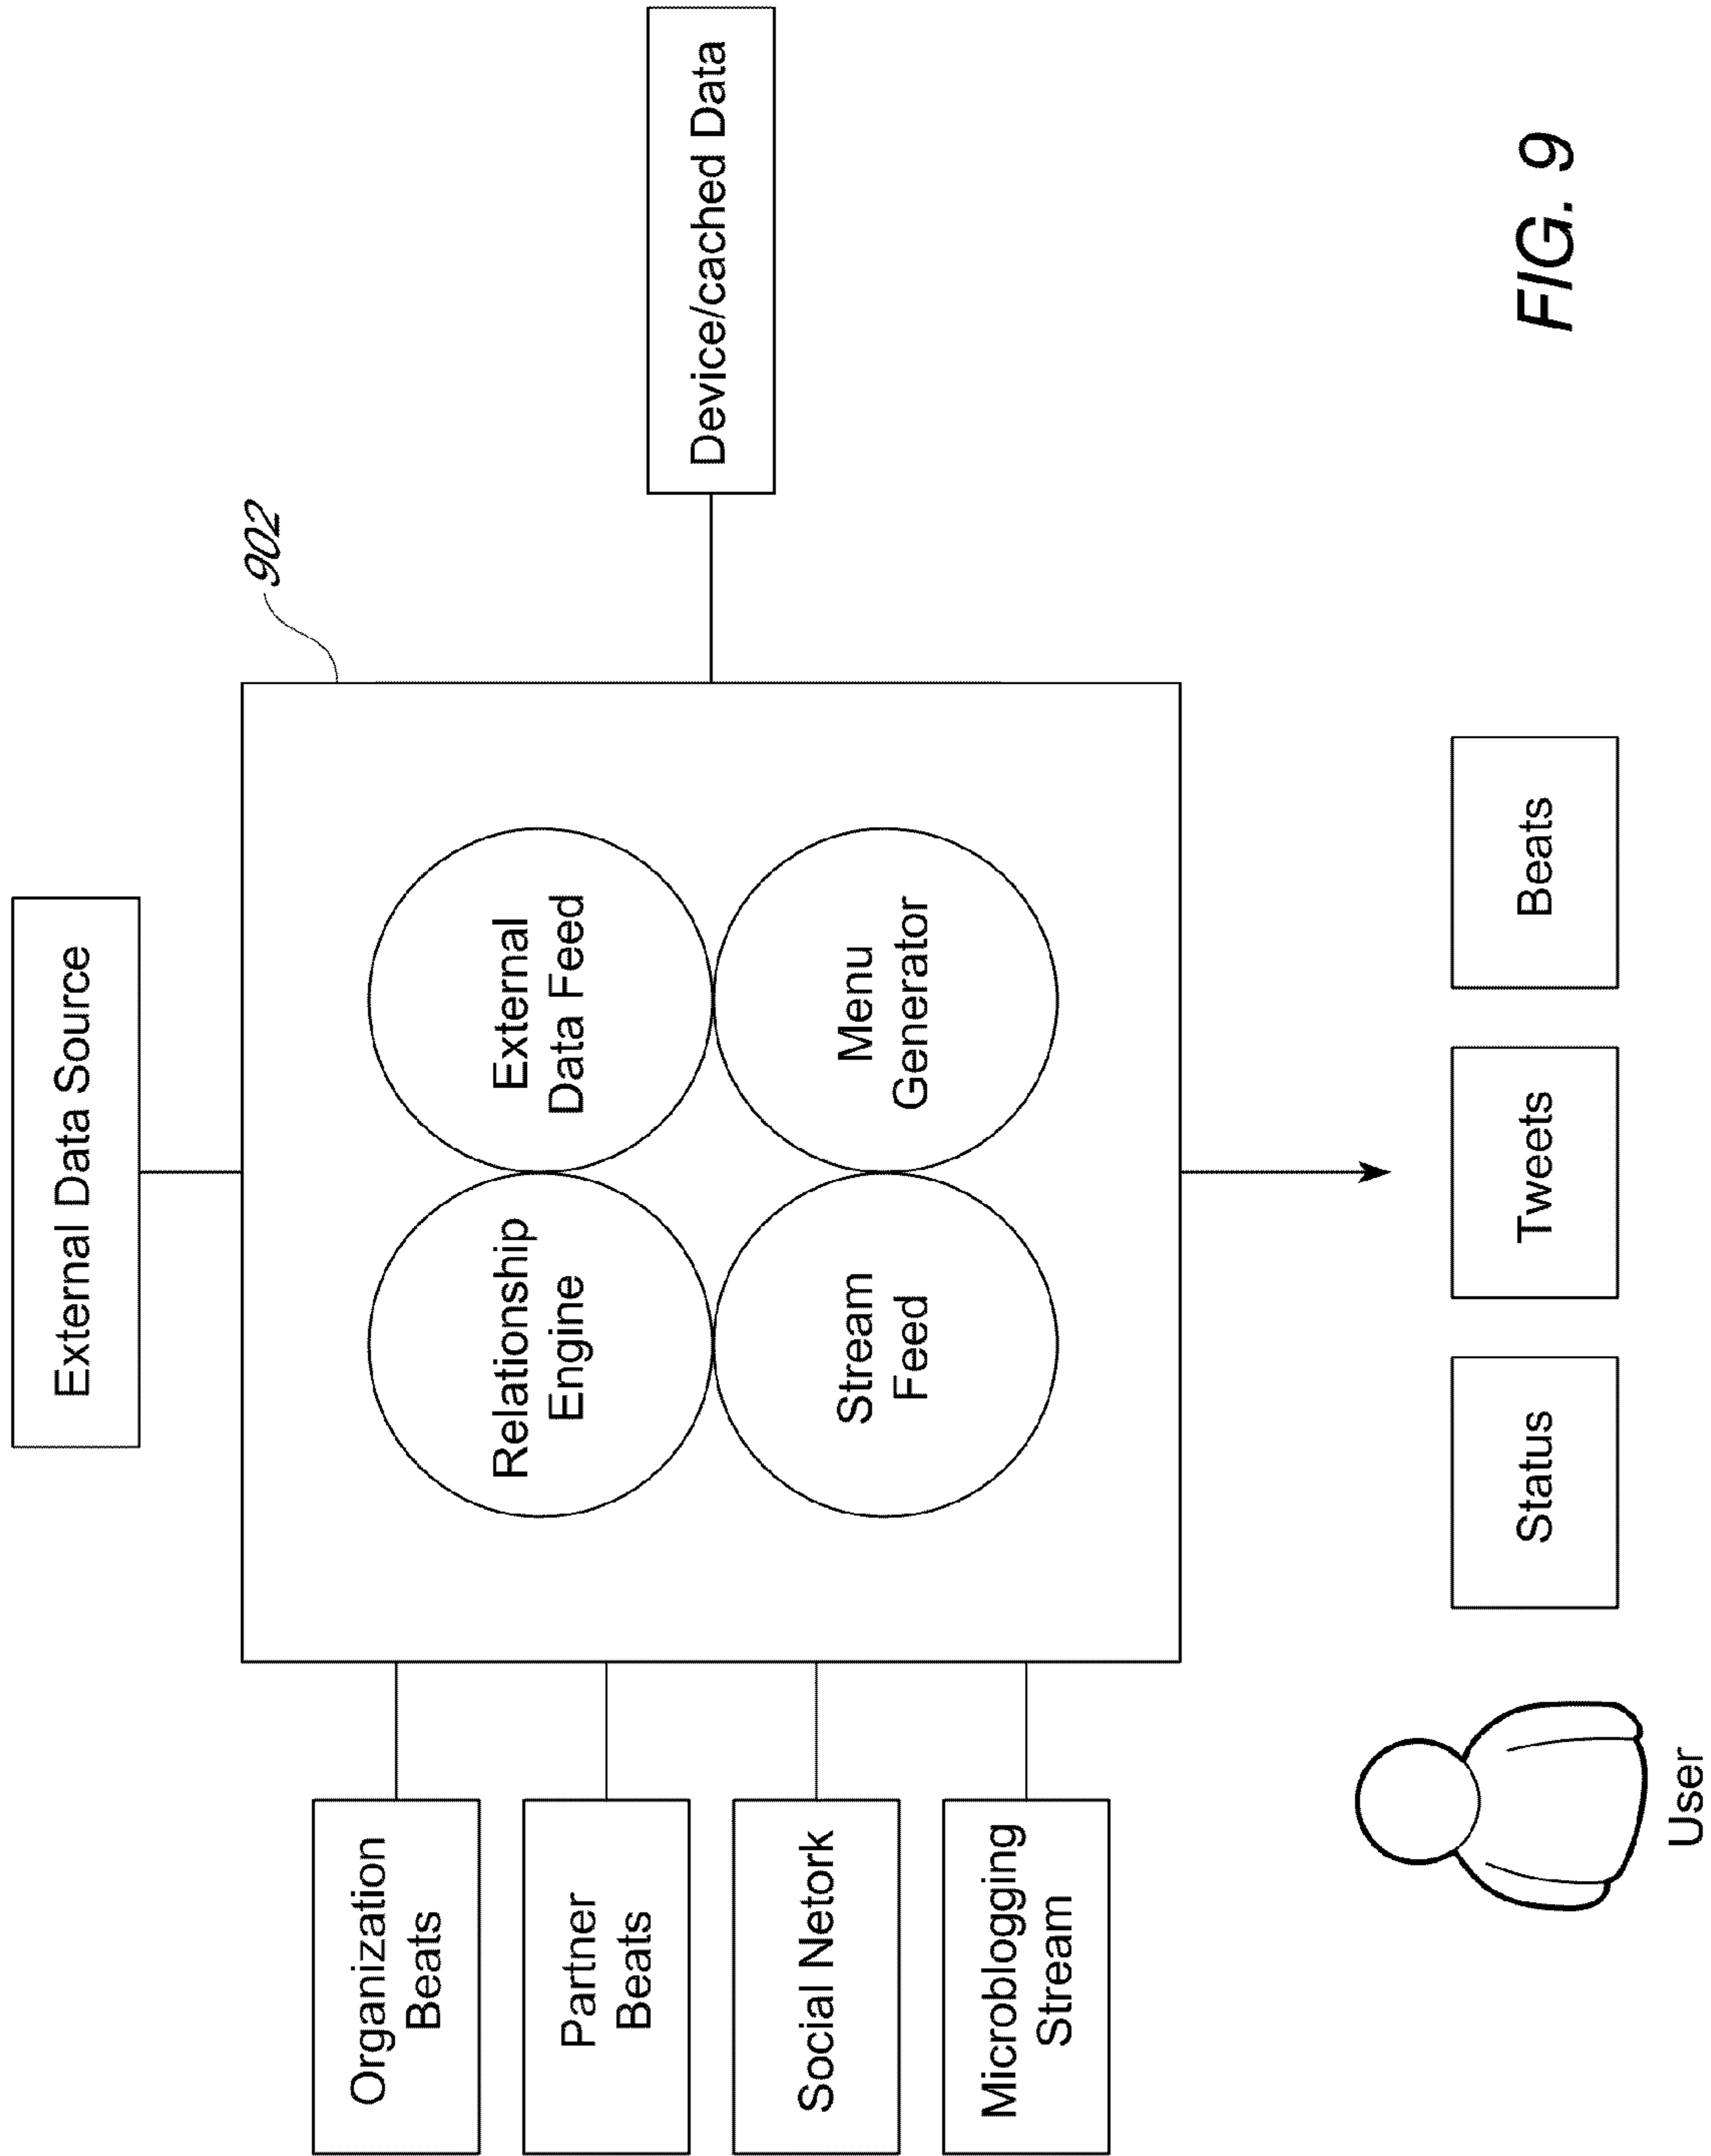 External Data Source
902
Organization
Beats
Partner
Beats
Social Netork
Microblogging
Stream
Relationship
Engine
External
Data Feed
Stream
Feed
Menu
Generator
Device/cached Data
User
Status
Tweets
Beats
FIG. 9